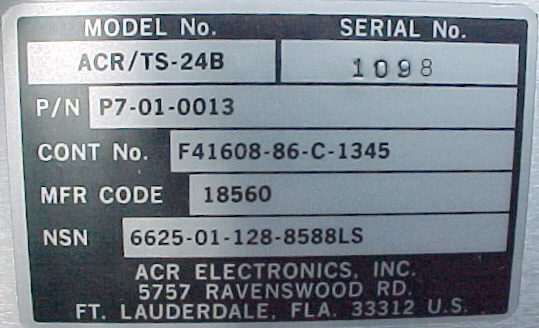 MODEL No. SERIAL No.
ACR/TS-24B 1098
P/N P7-01-0013
CONT No. F41608-86-C-1345
MFR CODE 18560
NSN 6625-01-128-8588LS
ACR ELECTRONICS, INC.
5757 RAVENSWOOD RD.
FT. LAUDERDALE, FLA. 33312 U.S.